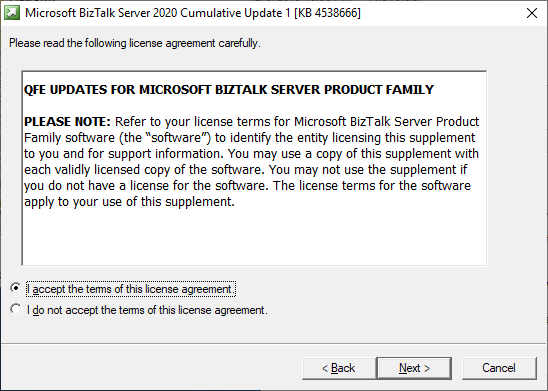 Microsoft BizTalk Server 2020 Cumulative Update 1 [KB 4538666]
Please read the following license agreement carefully.
QFE UPDATES FOR MICROSOFT BIZTALK SERVER PRODUCT FAMILY
PLEASE NOTE: Refer to your license terms for Microsoft BizTalk Server Product
Family software (the “software”) to identify the entity licensing this supplement
to you and for support information. You may use a copy of this supplement with
each validly licensed copy of the software. You may not use the supplement if
you do not have a license for the software. The license terms for the software
apply to your use of this supplement.
I accept the terms of this license agreement.
I do not accept the terms of this license agreement.
< Back Next > Cancel